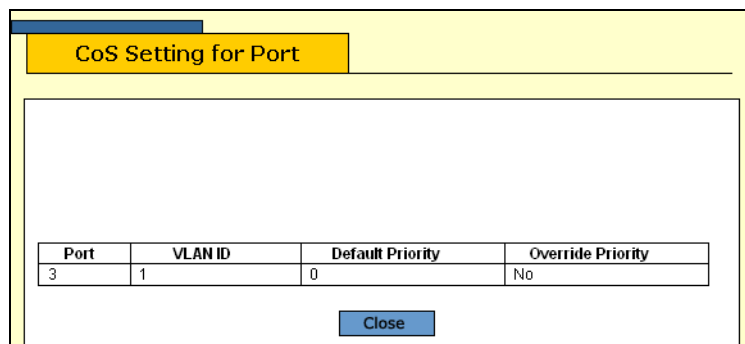 CoS Setting for Port
Port VLAN ID Default Priority Override Priority
3 1 0 No
Close